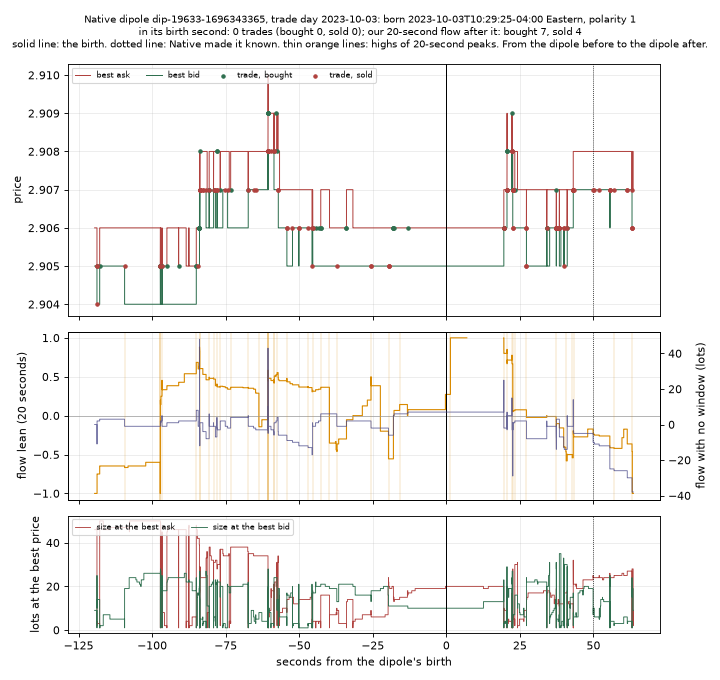 Native dipole dip-19633-1696343365, trade day 2023-10-03: born 2023-10-03T10:29:25-04:00 Eastern, polarity 1
in its birth second: 0 trades (bought 0, sold 0); our 20-second flow after it: bought 7, sold 4
solid line: the birth. dotted line: Native made it known. thin orange lines: highs of 20-second peaks. From the dipole before to the dipole after.
best ask
best bid
trade, bought
trade, sold
2.910
2.909
2.908
2.907
2.906
2.905
2.904
price
1.0
0.5
0.0
−0.5
−1.0
flow lean (20 seconds)
40
20
0
−20
−40
flow with no window (lots)
size at the best ask
size at the best bid
40
20
0
lots at the best price
−125
−100
−75
−50
−25
0
25
50
seconds from the dipole's birth